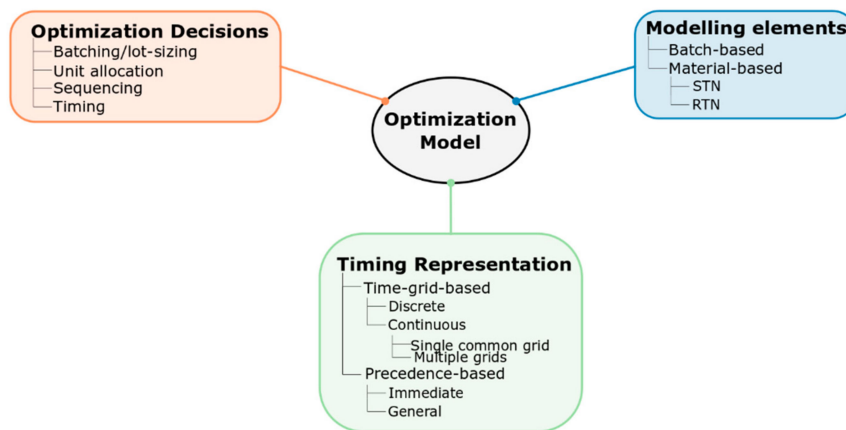 Optimization Decisions
Batching/lot-sizing
Unit allocation
Sequencing
Timing
Modelling elements
Batch-based
Material-based
STN
RTN
Optimization
Model
Timing Representation
Time-grid-based
Discrete
Continuous
Single common grid
Multiple grids
Precedence-based
Immediate
General